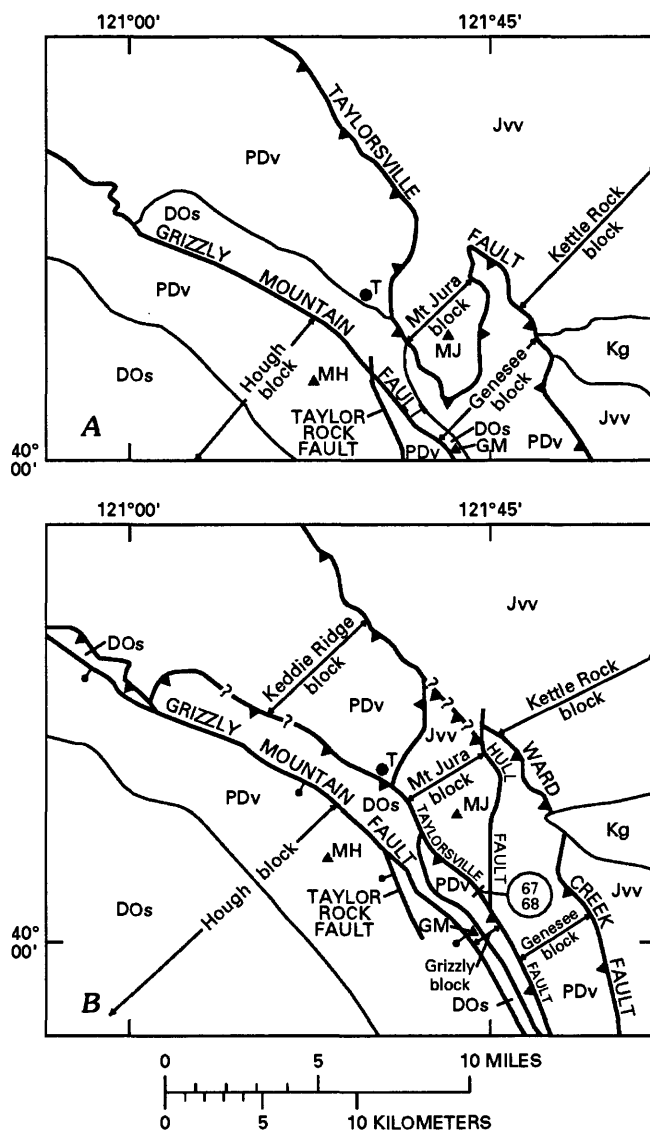 121°00'
121°45'
TAYLORSVILLE
Jvv
PDv
DOs
FAULT
Kettle Rock
block
GRIZZLY
T
PDv
MOUNTAIN
Mt Jura
block
MJ
Kg
Hough
block
MH
FAULT
Genesee
block
DOs
Jvv
DOs
A
TAYLOR
ROCK
FAULT
PDv
GM
PDv
40°
00'
121°00'
121°45'
Jvv
DOs
Keddie Ridge
block
?
?
?
?
?
PDv
Kettle Rock
block
GRIZZLY
Jvv
HULL
WARD
MOUNTAIN
T
Mt Jura
block
PDv
DOs
MJ
Kg
FAULT
MH
TAYLORSVILLE
FAULT
Hough block
Jvv
DOs
TAYLOR
ROCK
FAULT
PDv
67
68
CREEK
GM
Genesee
block
40°
00'
Grizzly
block
FAULT
PDv
FAULT
B
DOs
0 5 10 MILES
0 5 10 KILOMETERS